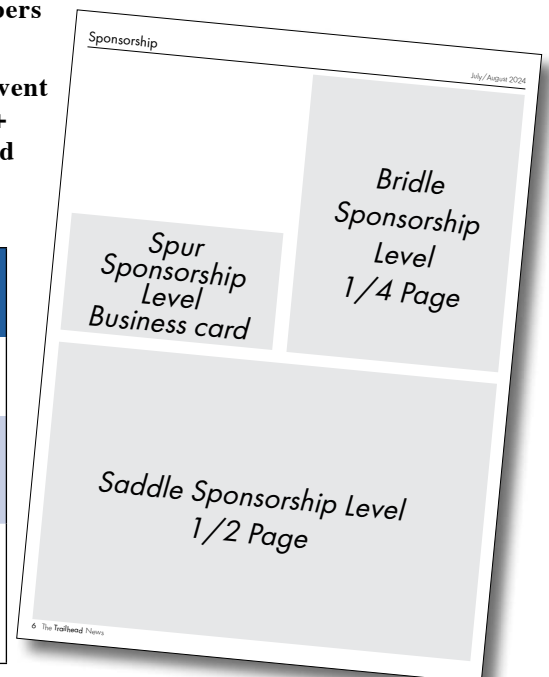 pers
vent
+
d
Sponsorship
July/August 2024
Bridle
Sponsorship
Level
1/4 Page
Spur
Sponsorship
Level
Business card
Saddle Sponsorship Level
1/2 Page
6 The Trailhead News